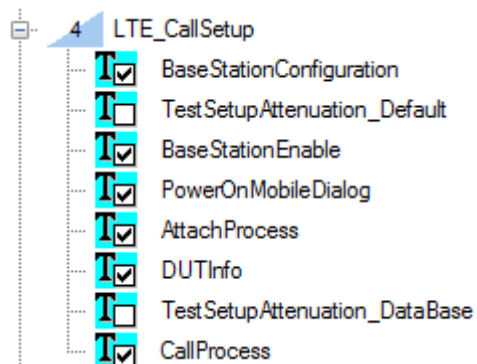 4 LTE_CallSetup
T BaseStationConfiguration
T TestSetupAttenuation_Default
T BaseStationEnable
T PowerOnMobileDialog
T AttachProcess
T DUTInfo
T TestSetupAttenuation_DataBase
T CallProcess